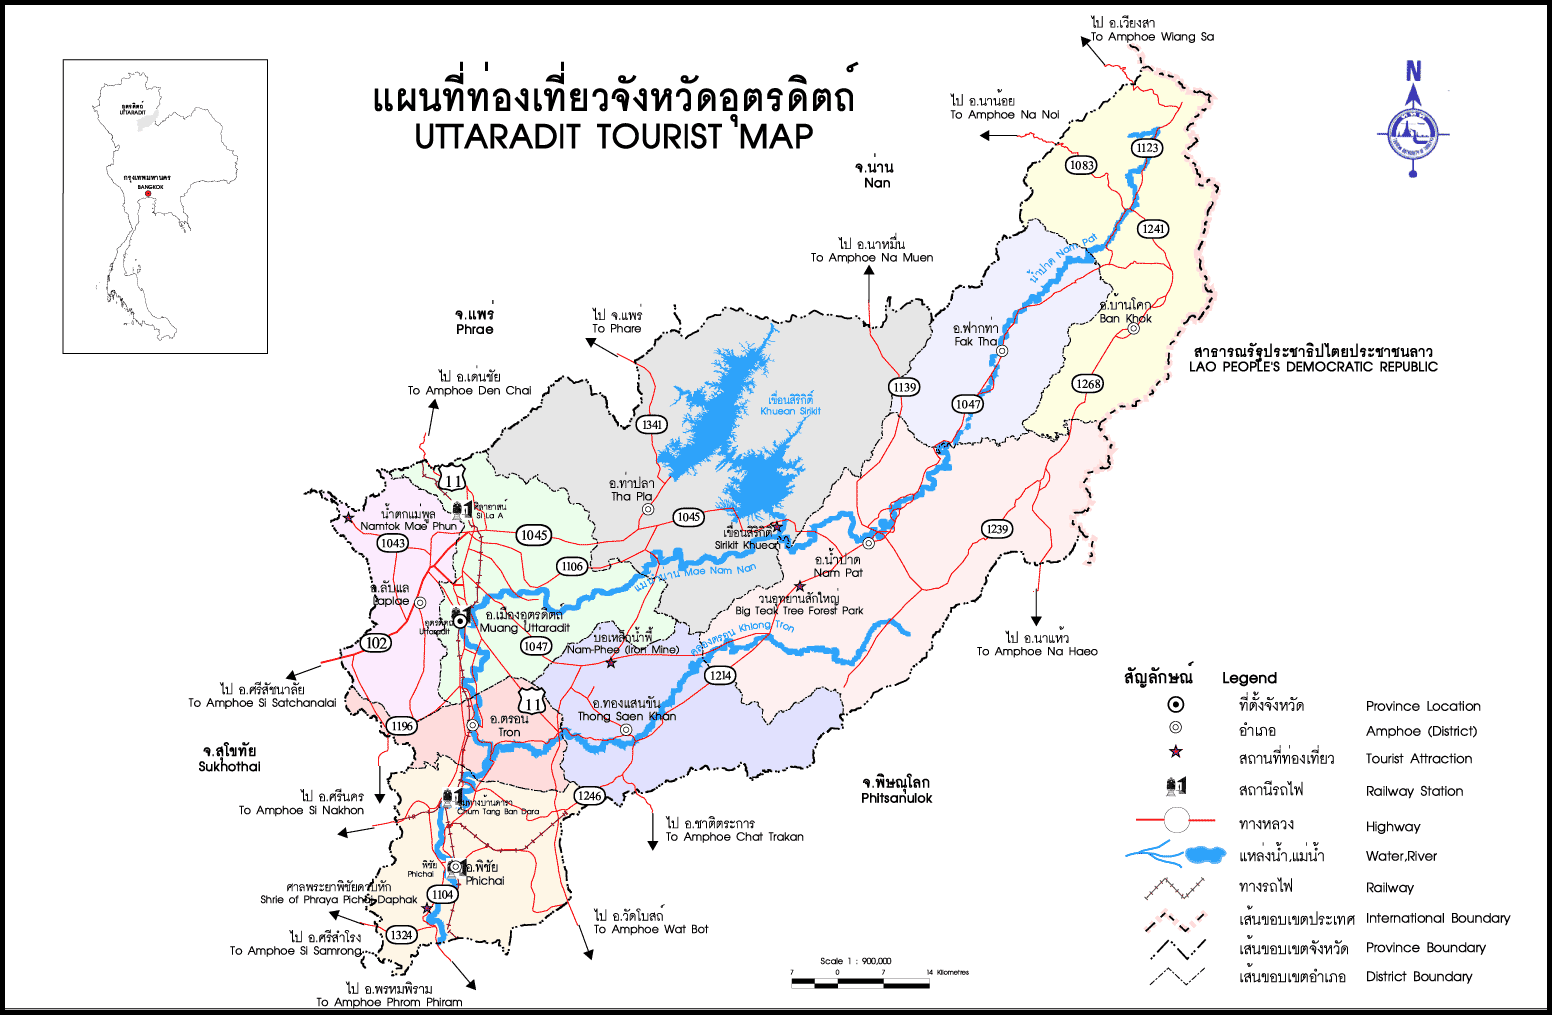 แผนที่ท่องเที่ยวจังหวัดอุตรดิตถ์
UTTARADIT TOURIST MAP
อุตรดิตถ์
UTTARADIT
กรุงเทพมหานคร
BANGKOK
N
ไป อ.เวียงสา
To Amphoe Wiang Sa
ไป อ.นาน้อย
To Amphoe Na Noi
จ.น่าน
Nan
ไป อ.นาหมื่น
To Amphoe Na Muen
จ.แพร่
Phrae
ไป จ.แพร่
To Phare
ไป อ.เด่นชัย
To Amphoe Den Chai
1123
1083
1241
น้ำปาด Nam Pat
อ.บ้านโคก
Ban Khok
อ.ฟากท่า
Fak Tha
สาธารณรัฐประชาธิปไตยประชาชนลาว
LAO PEOPLE'S DEMOCRATIC REPUBLIC
1139
1268
1047
เขื่อนสิริกิติ์
Khuean Sirikit
1341
11
อ.ท่าปลา
Tha Pla
ศิลาอาสน์
Si La A
น้ำตกแม่พูล
Namtok Mae Phun
1043
1045
1045
เขื่อนสิริกิติ์
Sirikit Khuean
1239
1106
อ.น้ำปาด
Nam Pat
แม่น้ำน่าน Mae Nam Nan
อ.ลับแล
Laplae
วนอุทยานสักใหญ่
Big Teak Tree Forest Park
อุตรดิตถ์
Uttaradit
อ.เมืองอุตรดิตถ์
Muang Uttaradit
คลองตรอน Khlong Tron
102
1047
บ่อเหล็กน้ำพี้
Nam-Phee (Iron Mine)
1214
ไป อ.นาแห้ว
To Amphoe Na Haeo
ไป อ.ศรีสัชนาลัย
To Amphoe Si Satchanalai
11
1196
อ.ตรอน
Tron
อ.ทองแสนขัน
Thong Saen Khan
จ.สุโขทัย
Sukhothai
จ.พิษณุโลก
Phitsanulok
ไป อ.ศรีนคร
To Amphoe Si Nakhon
ชุมทางบ้านดารา
Chum Tang Ban Dara
1246
ไป อ.ชาติตระการ
To Amphoe Chat Trakan
พิชัย
Phichai
อ.พิชัย
Phichai
ศาลพระยาพิชัยดาบหัก
Shrie of Phraya Pichai Daphak
1104
1324
ไป อ.ศรีสำโรง
To Amphoe Si Samrong
ไป อ.วัดโบสถ์
To Amphoe Wat Bot
ไป อ.พรหมพิราม
To Amphoe Phrom Phiram
Scale 1 : 900,000
7 0 7 14 Kilometres
สัญลักษณ์ Legend
ที่ตั้งจังหวัด Province Location
อำเภอ Amphoe (District)
สถานที่ท่องเที่ยว Tourist Attraction
สถานีรถไฟ Railway Station
ทางหลวง Highway
แหล่งน้ำ,แม่น้ำ Water,River
ทางรถไฟ Railway
เส้นขอบเขตประเทศ International Boundary
เส้นขอบเขตจังหวัด Province Boundary
เส้นขอบเขตอำเภอ District Boundary